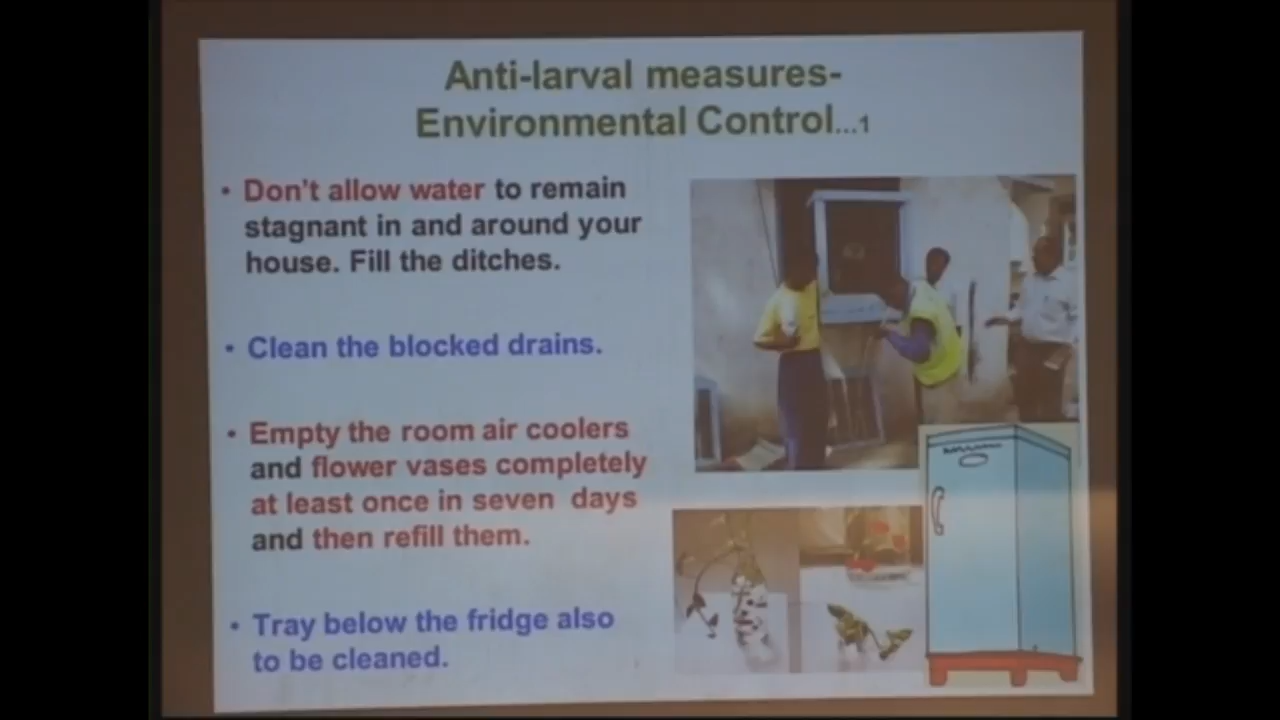 Anti-larval measures-
Environmental Control...1
• Don't allow water to remain
stagnant in and around your
house. Fill the ditches.
• Clean the blocked drains.
• Empty the room air coolers
and flower vases completely
at least once in seven days
and then refill them.
• Tray below the fridge also
to be cleaned.